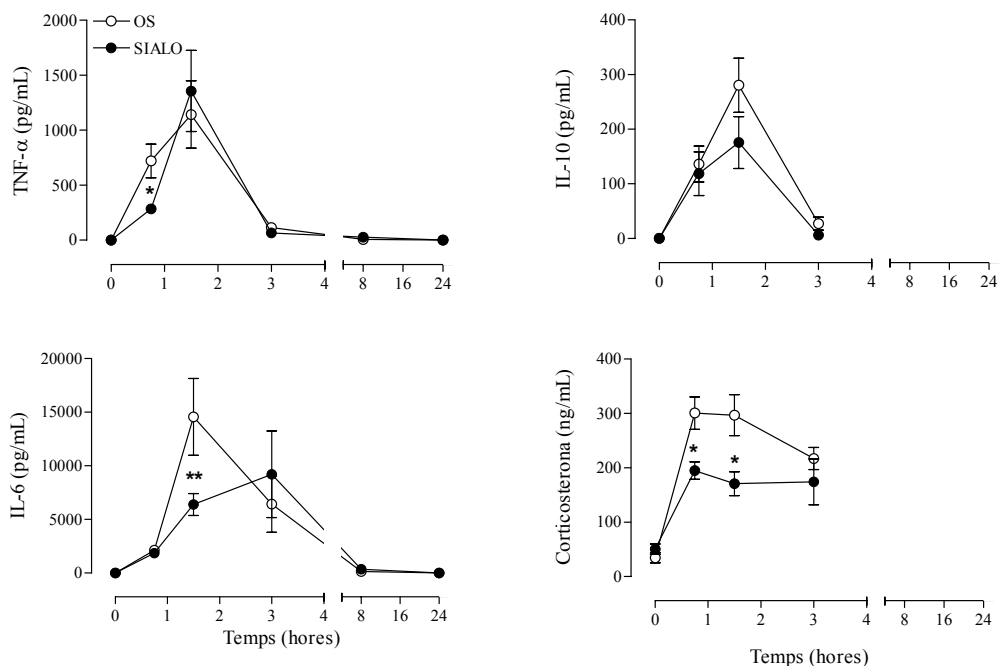 OS
SIALO
TNF-α (pg/mL)
2000
1500
1000
500
0
*
0 1 2 3 4 8 16 24
IL-10 (pg/mL)
400
300
200
100
0
0 1 2 3 4 8 16 24
IL-6 (pg/mL)
20000
15000
10000
5000
0
**
0 1 2 3 4 8 16 24
Temps (hores)
Corticosterona (ng/mL)
400
300
200
100
0
* *
0 1 2 3 4 8 16 24
Temps (hores)